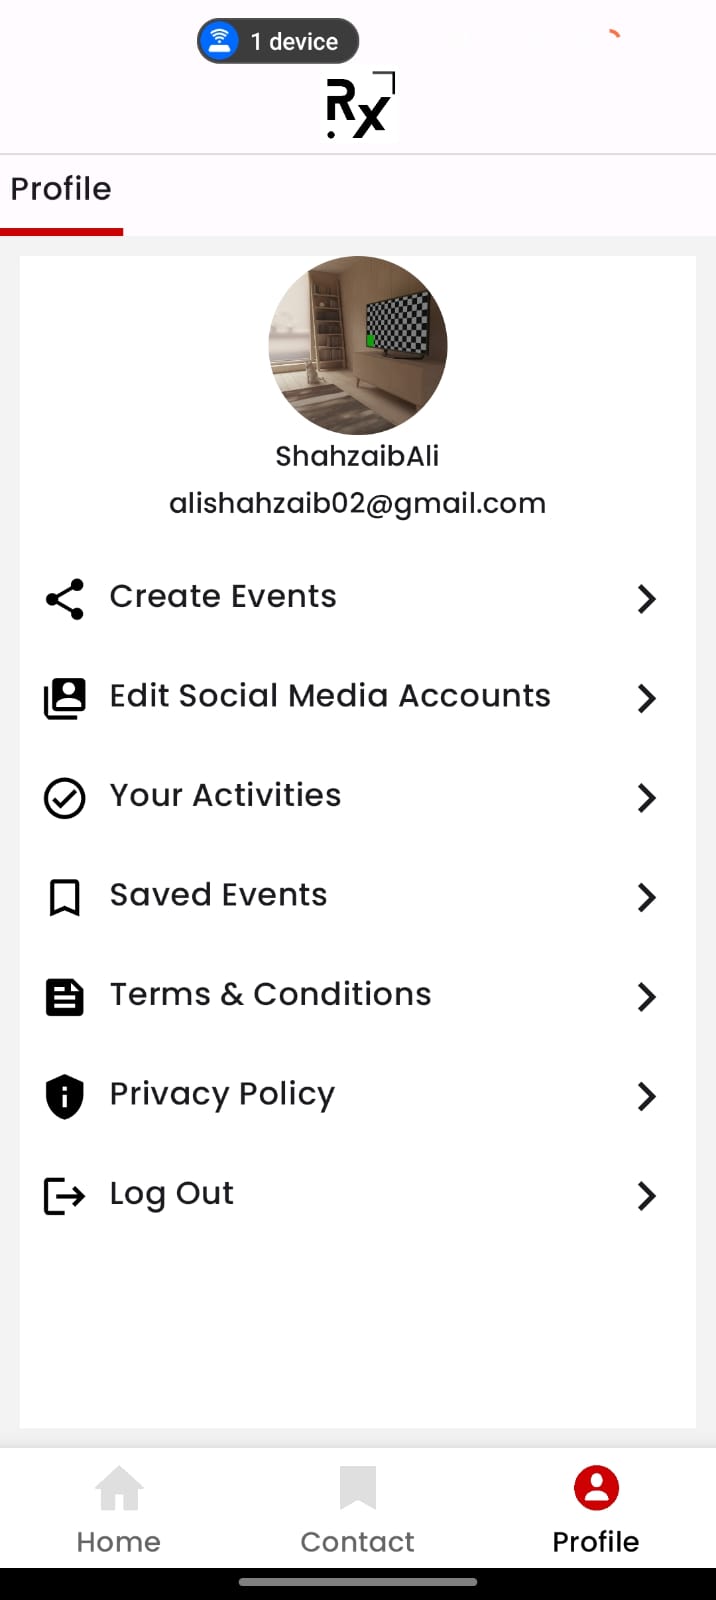 1 device
Rx
Profile
ShahzaibAli
alishahzaib02@gmail.com
Create Events
Edit Social Media Accounts
Your Activities
Saved Events
Terms & Conditions
Privacy Policy
Log Out
Home
Contact
Profile